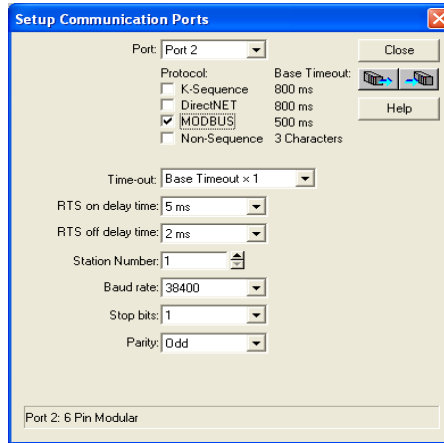 Setup Communication Ports
Port: Port 2 Close
Protocol: Base Timeout:
K-Sequence 800 ms
DirectNET 800 ms
MODBUS 500 ms Help
Non-Sequence 3 Characters
Time-out: Base Timeout × 1
RTS on delay time: 5 ms
RTS off delay time: 2 ms
Station Number: 1
Baud rate: 38400
Stop bits: 1
Parity: Odd
Port 2: 6 Pin Modular